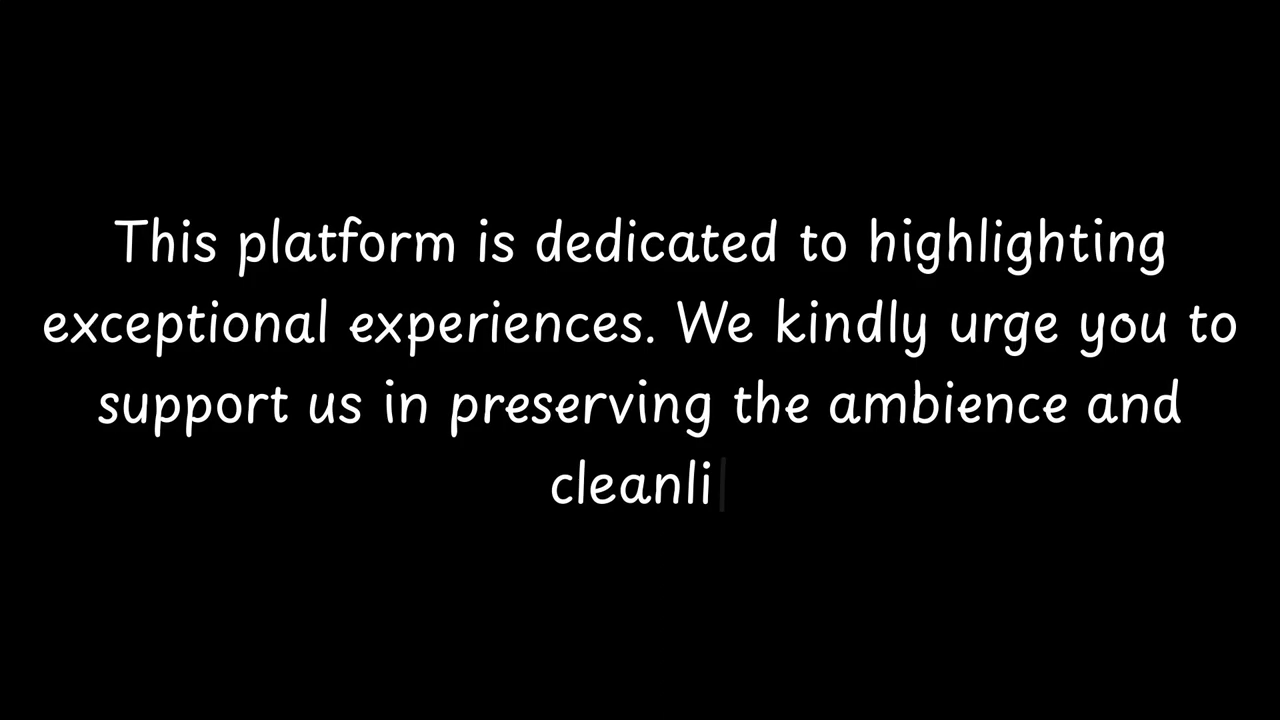 This platform is dedicated to highlighting
exceptional experiences. We kindly urge you to
support us in preserving the ambience and
cleanli